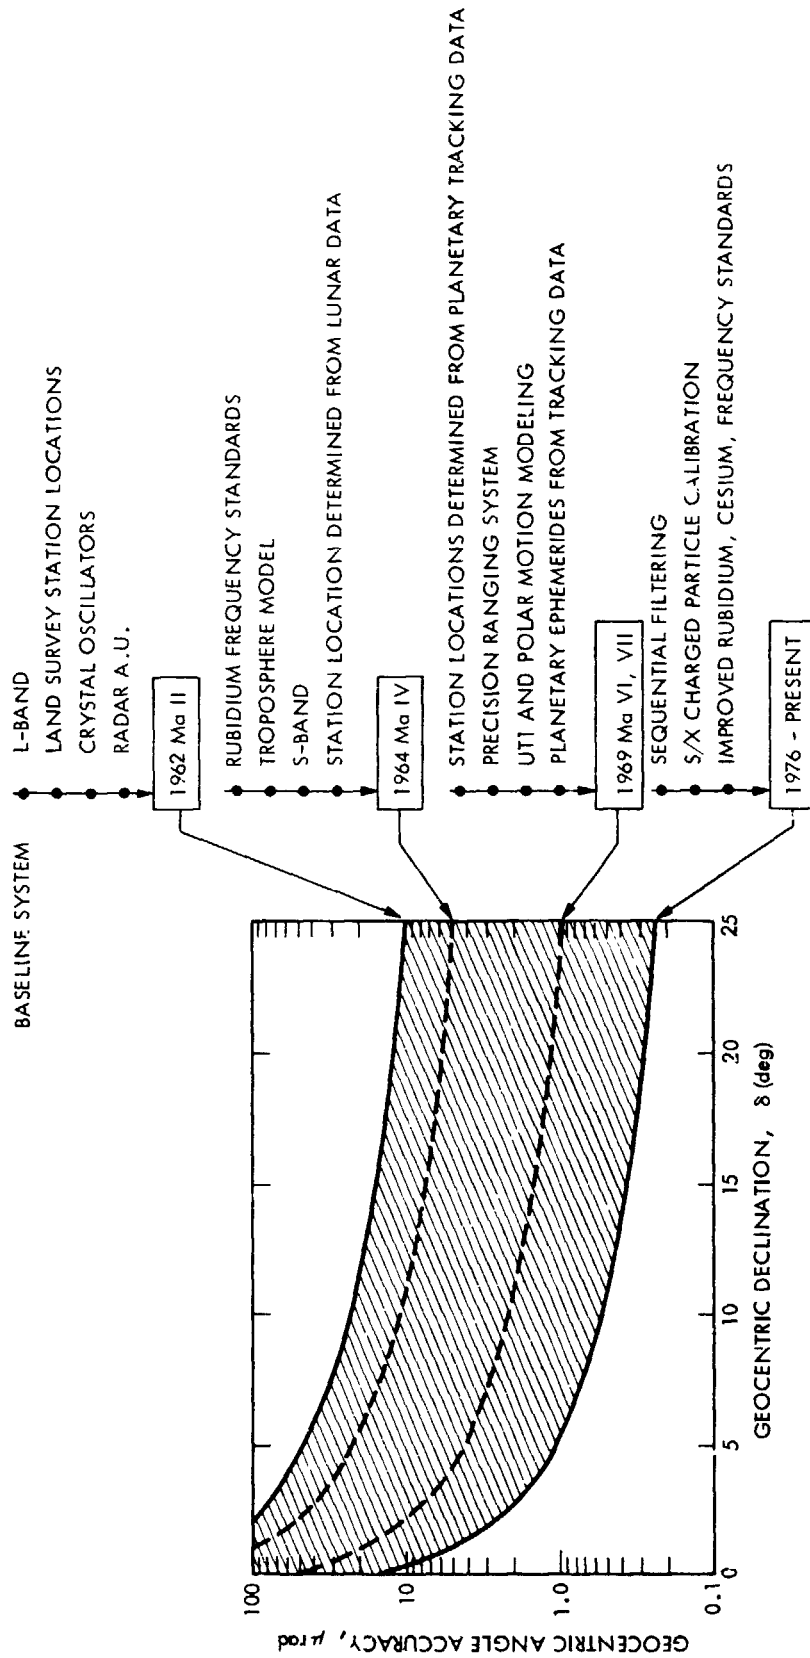 BASELINE SYSTEM
L-BAND
LAND SURVEY STATION LOCATIONS
CRYSTAL OSCILLATORS
RADAR A.U.
1962 Ma II
RUBIDIUM FREQUENCY STANDARDS
TROPOSPHERE MODEL
S-BAND
STATION LOCATION DETERMINED FROM LUNAR DATA
1964 Ma IV
STATION LOCATIONS DETERMINED FROM PLANETARY TRACKING DATA
PRECISION RANGING SYSTEM
UT1 AND POLAR MOTION MODELING
PLANETARY EPHEMERIDES FROM TRACKING DATA
1969 Ma VI, VII
SEQUENTIAL FILTERING
S/X CHARGED PARTICLE CALIBRATION
IMPROVED RUBIDIUM, CESIUM, FREQUENCY STANDARDS
1976 - PRESENT
GEOCENTRIC ANGLE ACCURACY, μrad
100
10
1.0
0.1
0
5
10
15
20
25
GEOCENTRIC DECLINATION, δ (deg)